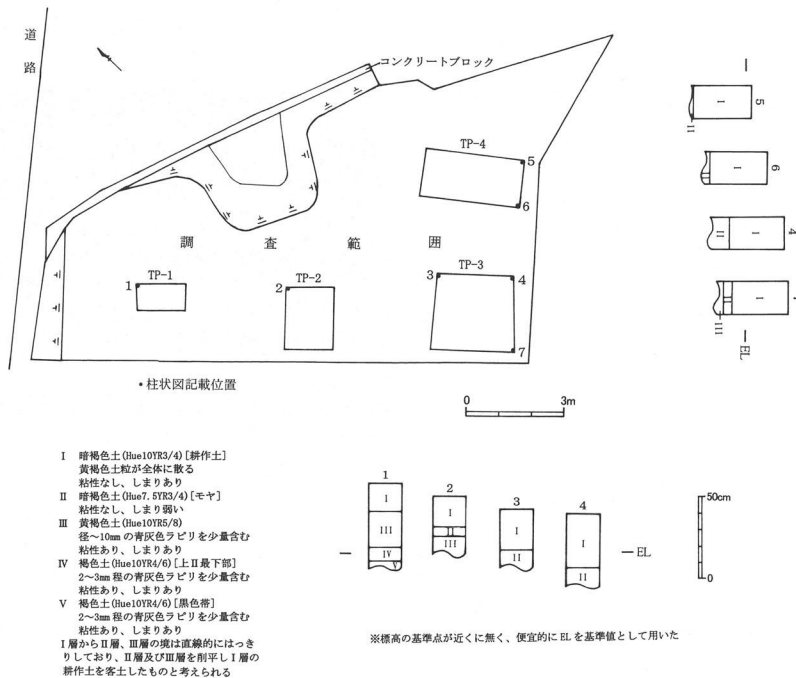 道路
コンクリートブロック
TP-4
5
6
調査範囲
TP-1
1
TP-2
2
TP-3
3
4
7
・柱状図記載位置
0 3m
I
II
5
I
6
II
I
4
I
III
EL
I 暗褐色土(Hue10YR3/4)[耕作土]
黄褐色土粒が全体に散る
粘性なし、しまりあり
II 暗褐色土(Hue7.5YR3/4)[モヤ]
粘性なし、しまり弱い
III 黄褐色土(Hue10YR5/8)
径～10mmの青灰色ラピリを少量含む
粘性あり、しまりあり
IV 褐色土(Hue10YR4/6)[上II最下部]
2～3mm程の青灰色ラピリを少量含む
粘性あり、しまりあり
V 褐色土(Hue10YR4/6)[黒色帯]
2～3mm程の青灰色ラピリを少量含む
粘性あり、しまりあり
I層からII層、III層の境は直線的にはっき
りしており、II層及びIII層を削平しI層の
耕作土を客土したものと考えられる
1
I
III
IV
V
2
I
II
III
3
I
II
4
I
II
EL
50cm
0
※標高の基準点が近くに無く、便宜的にELを基準値として用いた